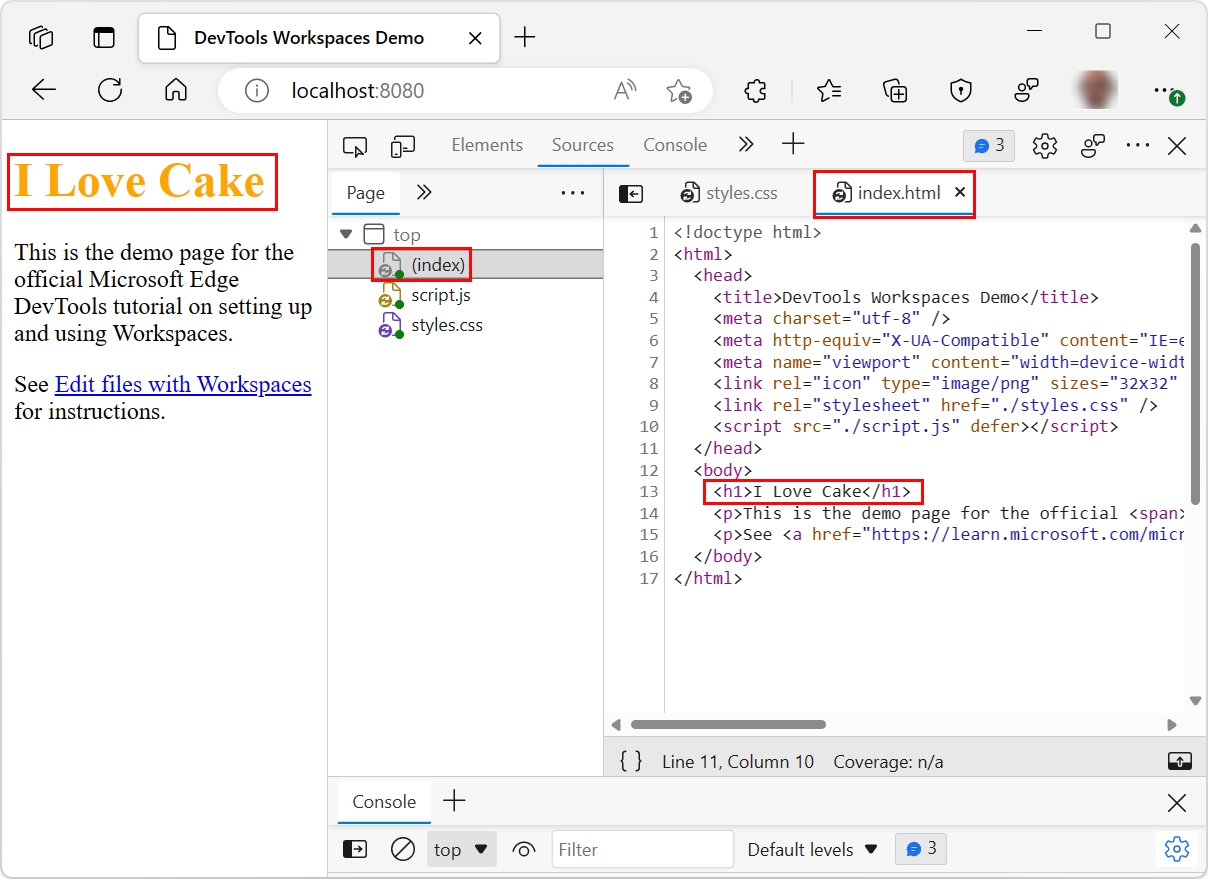 DevTools Workspaces Demo
localhost:8080
I Love Cake
This is the demo page for the
official Microsoft Edge
DevTools tutorial on setting up
and using Workspaces.
See Edit files with Workspaces
for instructions.
Elements Sources Console 3
Page
top
(index)
script.js
styles.css
styles.css index.html
1 <!doctype html>
2 <html>
3 <head>
4 <title>DevTools Workspaces Demo</title>
5 <meta charset="utf-8" />
6 <meta http-equiv="X-UA-Compatible" content="IE=e
7 <meta name="viewport" content="width=device-widt
8 <link rel="icon" type="image/png" sizes="32x32"
9 <link rel="stylesheet" href="./styles.css" />
10 <script src="./script.js" defer></script>
11 </head>
12 <body>
13 <h1>I Love Cake</h1>
14 <p>This is the demo page for the official <span>
15 <p>See <a href="https://learn.microsoft.com/micr
16 </body>
17 </html>
{ } Line 11, Column 10 Coverage: n/a
Console
top Filter Default levels 3